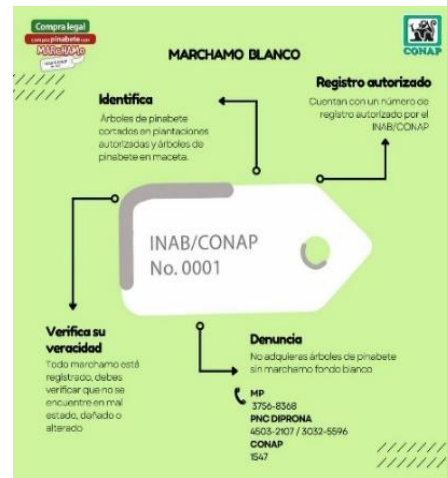 Compra legal
compra pinabete con
MARCHAMO
CONAP
MARCHAMO BLANCO
Identifica
Árboles de pinabete
cortados en plantaciones
autorizadas y árboles de
pinabete en maceta.
Registro autorizado
Cuentan con un número de
registro autorizado por el
INAB/CONAP
INAB/CONAP
No. 0001
Verifica su
veracidad
Todo marchamo está
registrado, debes
verificar que no se
encuentre en mal
estado, dañado o
alterado
Denuncia
No adquieras árboles de pinabete
sin marchamo fondo blanco
MP
3756-8368
PNC DIPRONA
4503-2107 / 3032-5596
CONAP
1547